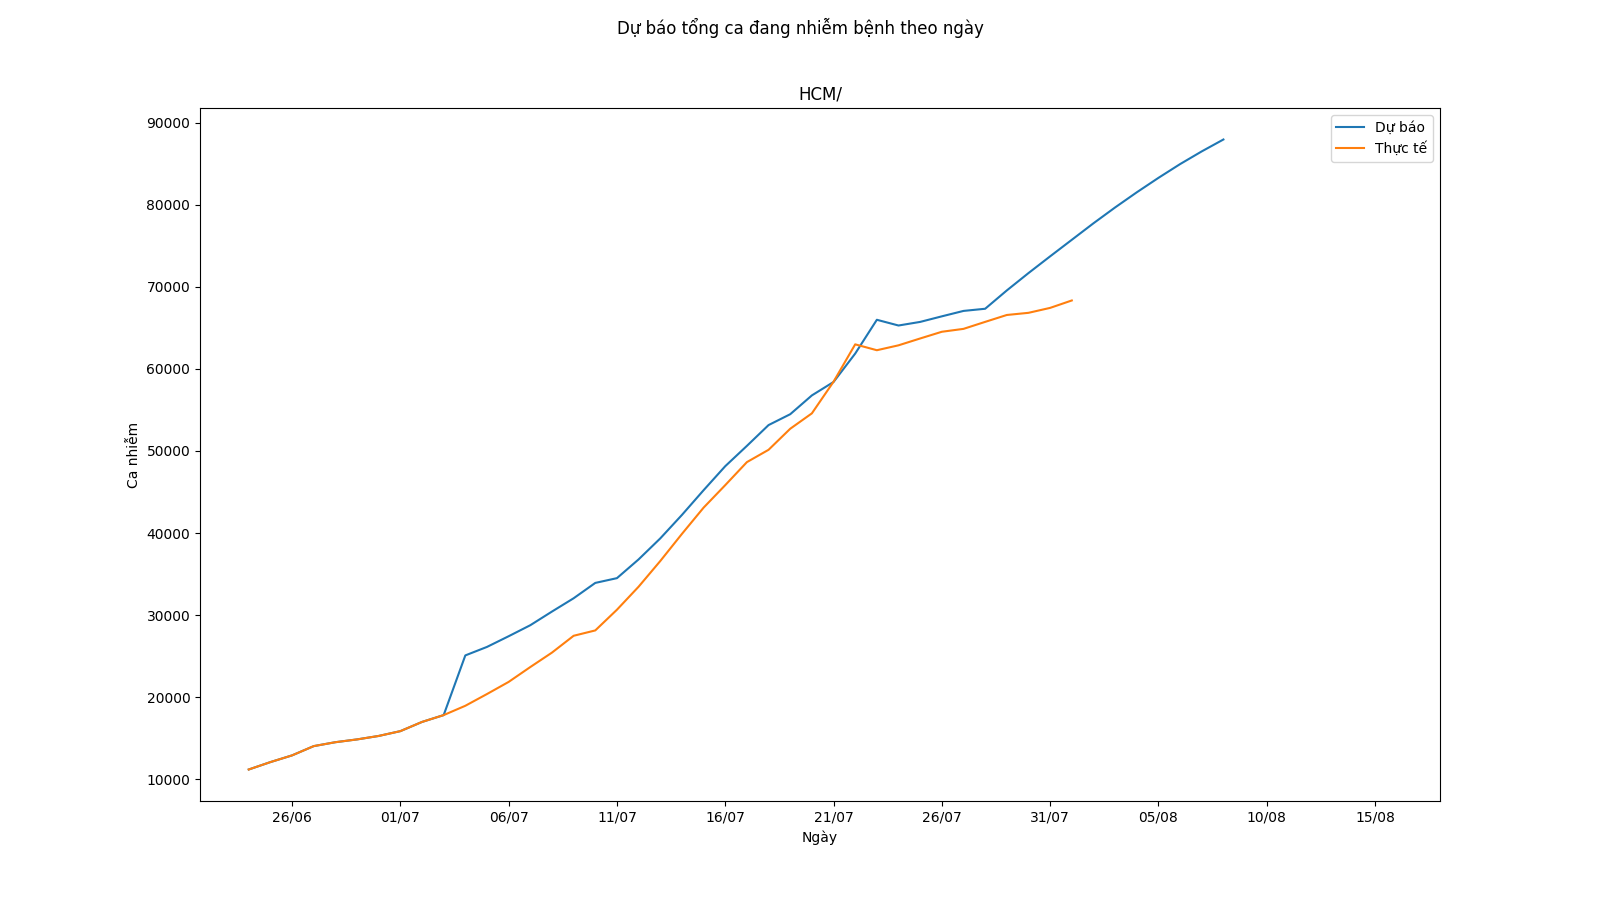 Dự báo tổng ca đang nhiễm bệnh theo ngày
HCM/
Dự báo
Thực tế
90000
80000
70000
60000
50000
40000
30000
20000
10000
Ca nhiễm
26/06 01/07 06/07 11/07 16/07 21/07 26/07 31/07 05/08 10/08 15/08
Ngày